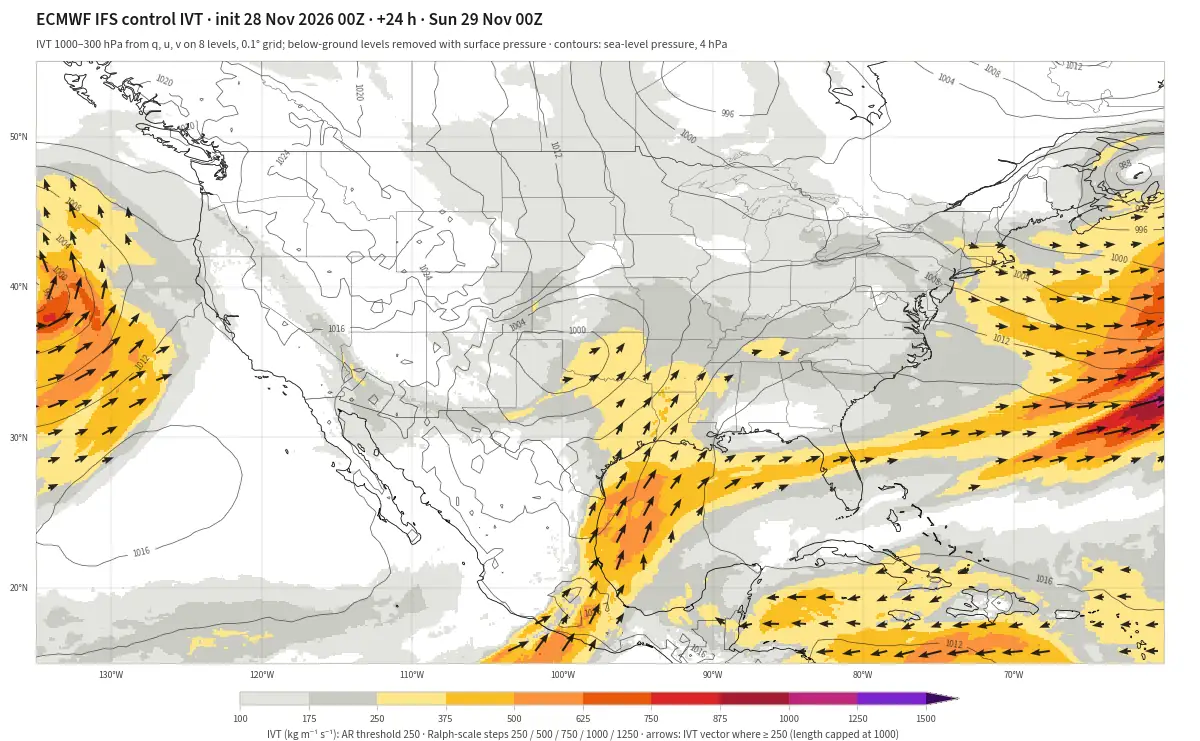 ECMWF IFS control IVT · init 28 Nov 2026 00Z · +24 h · Sun 29 Nov 00Z
IVT 1000–300 hPa from q, u, v on 8 levels, 0.1° grid; below-ground levels removed with surface pressure · contours: sea-level pressure, 4 hPa
1020
1020
1012
1004
1008
1012
996
1000
1012
1024
988
50°N
1008
996
1004
1000
1004
1024
1008
40°N
1016
1004
1000
1012
1012
30°N
1016
1016
20°N
1012
1016
130°W
120°W
110°W
100°W
90°W
80°W
70°W
100
175
250
375
500
625
750
875
1000
1250
1500
IVT (kg m⁻¹ s⁻¹): AR threshold 250 · Ralph-scale steps 250 / 500 / 750 / 1000 / 1250 · arrows: IVT vector where ≥ 250 (length capped at 1000)